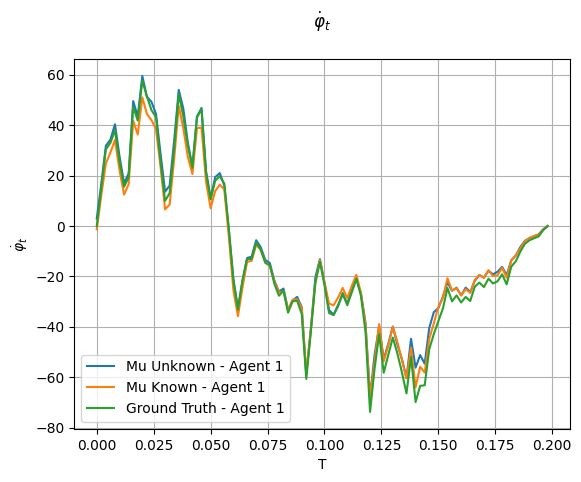 φ̇ₜ
60
40
20
0
−20
−40
−60
−80
φ̇ₜ
Mu Unknown - Agent 1
Mu Known - Agent 1
Ground Truth - Agent 1
0.000 0.025 0.050 0.075 0.100 0.125 0.150 0.175 0.200
T